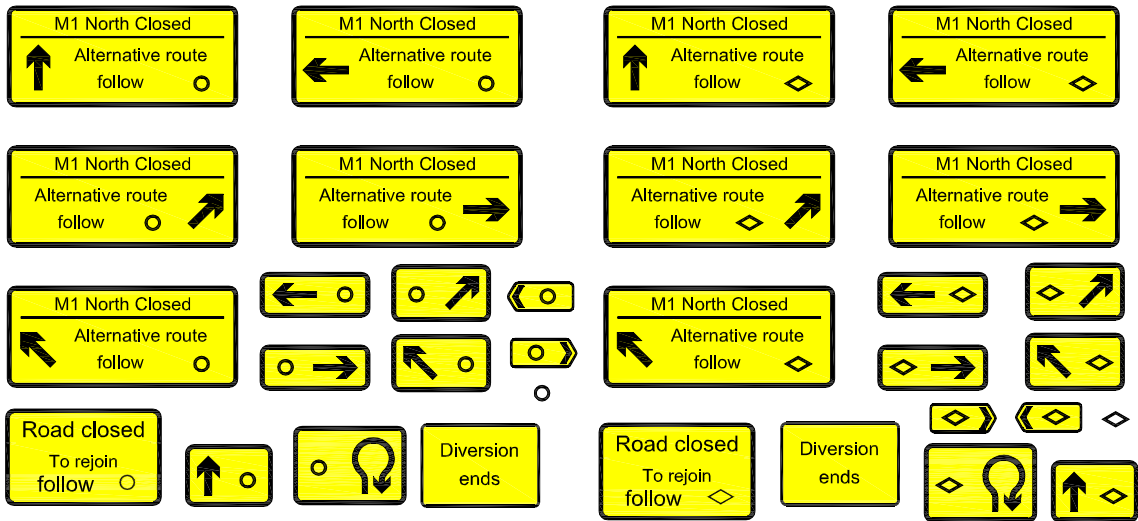 M1 North Closed
Alternative route
follow
M1 North Closed
Alternative route
follow
M1 North Closed
Alternative route
follow
M1 North Closed
Alternative route
follow
M1 North Closed
Alternative route
follow
M1 North Closed
Alternative route
follow
M1 North Closed
Alternative route
follow
M1 North Closed
Alternative route
follow
M1 North Closed
Alternative route
follow
M1 North Closed
Alternative route
follow
Road closed
To rejoin
follow
Diversion
ends
Road closed
To rejoin
follow
Diversion
ends